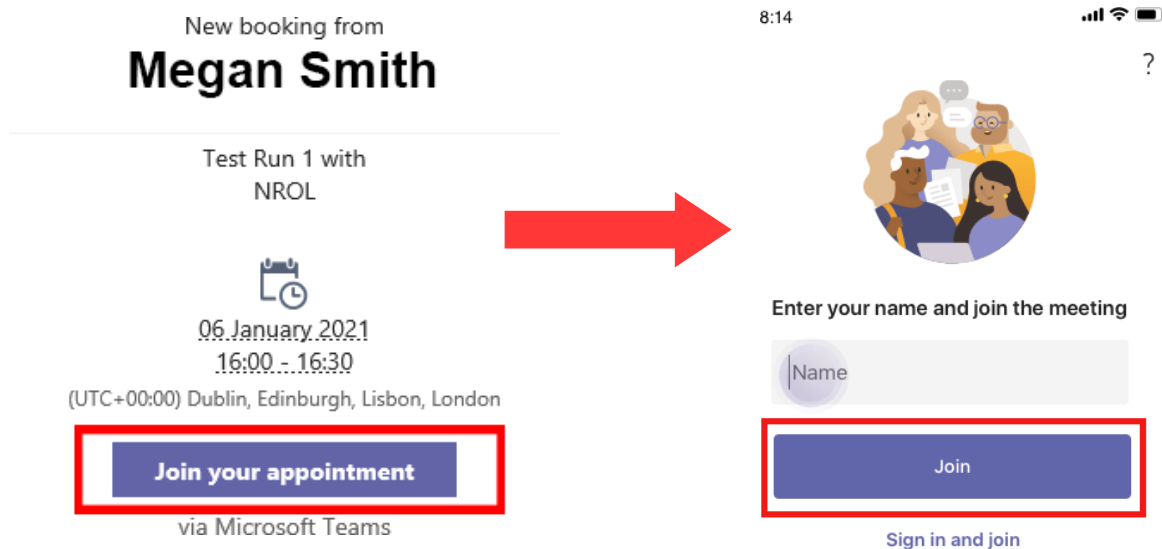 New booking from
Megan Smith
Test Run 1 with
NROL
06 January 2021
16:00 - 16:30
(UTC+00:00) Dublin, Edinburgh, Lisbon, London
Join your appointment
via Microsoft Teams
8:14
?
Enter your name and join the meeting
Name
Join
Sign in and join